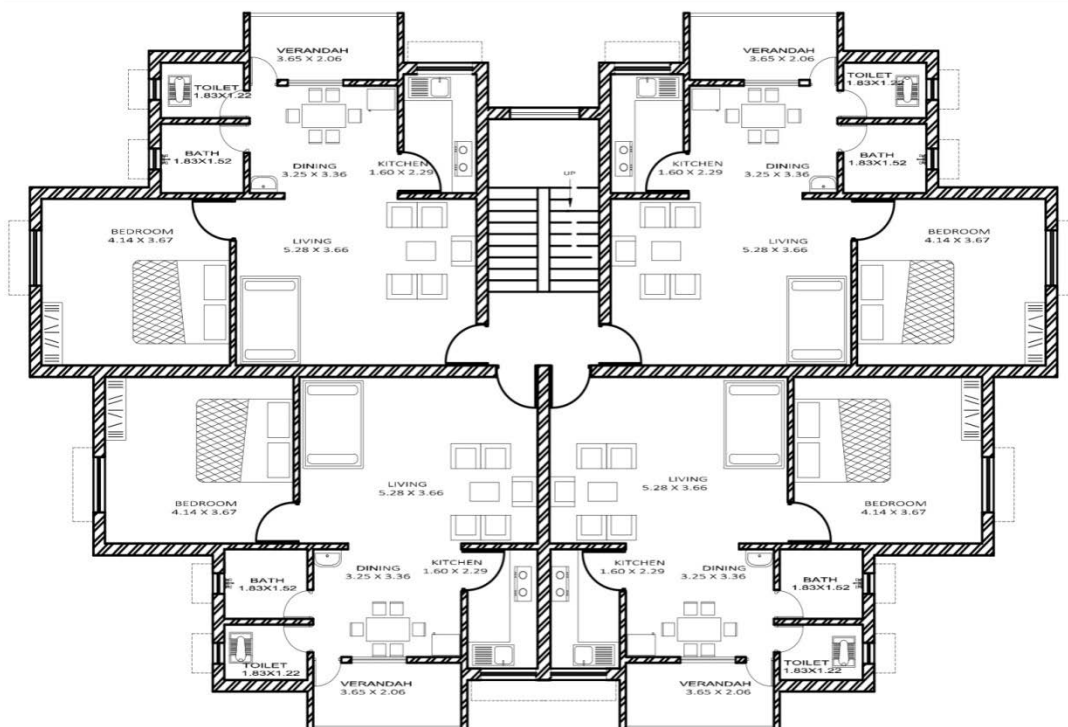 VERANDAH
3.65 X 2.06
VERANDAH
3.65 X 2.06
TOILET
1.83X1.22
TOILET
1.83X1.22
BATH
1.83X1.52
DINING
3.25 X 3.36
KITCHEN
1.60 X 2.29
UP
KITCHEN
1.60 X 2.29
DINING
3.25 X 3.36
BATH
1.83X1.52
BEDROOM
4.14 X 3.67
LIVING
5.28 X 3.66
LIVING
5.28 X 3.66
BEDROOM
4.14 X 3.67
BEDROOM
4.14 X 3.67
LIVING
5.28 X 3.66
LIVING
5.28 X 3.66
BEDROOM
4.14 X 3.67
BATH
1.83X1.52
DINING
3.25 X 3.36
KITCHEN
1.60 X 2.29
KITCHEN
1.60 X 2.29
DINING
3.25 X 3.36
BATH
1.83X1.52
TOILET
1.83X1.22
TOILET
1.83X1.22
VERANDAH
3.65 X 2.06
VERANDAH
3.65 X 2.06